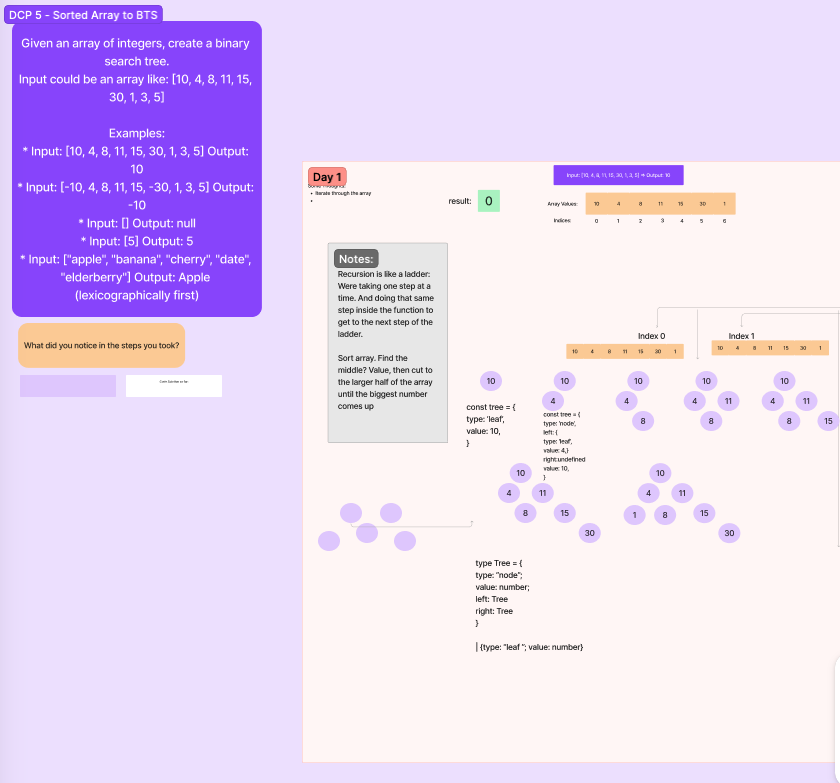 DCP 5 - Sorted Array to BTS
Given an array of integers, create a binary
search tree.
Input could be an array like: [10, 4, 8, 11, 15,
30, 1, 3, 5]
Examples:
* Input: [10, 4, 8, 11, 15, 30, 1, 3, 5] Output:
10
* Input: [-10, 4, 8, 11, 15, -30, 1, 3, 5] Output:
-10
* Input: [] Output: null
* Input: [5] Output: 5
* Input: ["apple", "banana", "cherry", "date",
"elderberry"] Output: Apple
(lexicographically first)
What did you notice in the steps you took?
Day 1
• Iterate through the array
•
result: 0
Input: [10, 4, 8, 11, 15, 30, 1, 3, 5] => Output: 10
Array Values: 10 4 8 11 15 30 1
Indices: 0 1 2 3 4 5 6
Notes:
Recursion is like a ladder:
Were taking one step at a
time. And doing that same
step inside the function to
get to the next step of the
ladder.
Sort array. Find the
middle? Value, then cut to
the larger half of the array
until the biggest number
comes up
Index 0
10 4 8 11 15 30 1
Index 1
10 4 8 11 15 30 1
10
const tree = {
type: 'leaf',
value: 10,
}
10
4
const tree = {
type: 'node',
left: {
type: 'leaf',
value: 4,}
right:undefined
value: 10,
}
10
4
8
10
4 11
8
10
4 11
8 15
10
4 11
8 15
30
10
4 11
1 8 15
30
type Tree = {
type: "node";
value: number;
left: Tree
right: Tree
}
| {type: "leaf "; value: number}